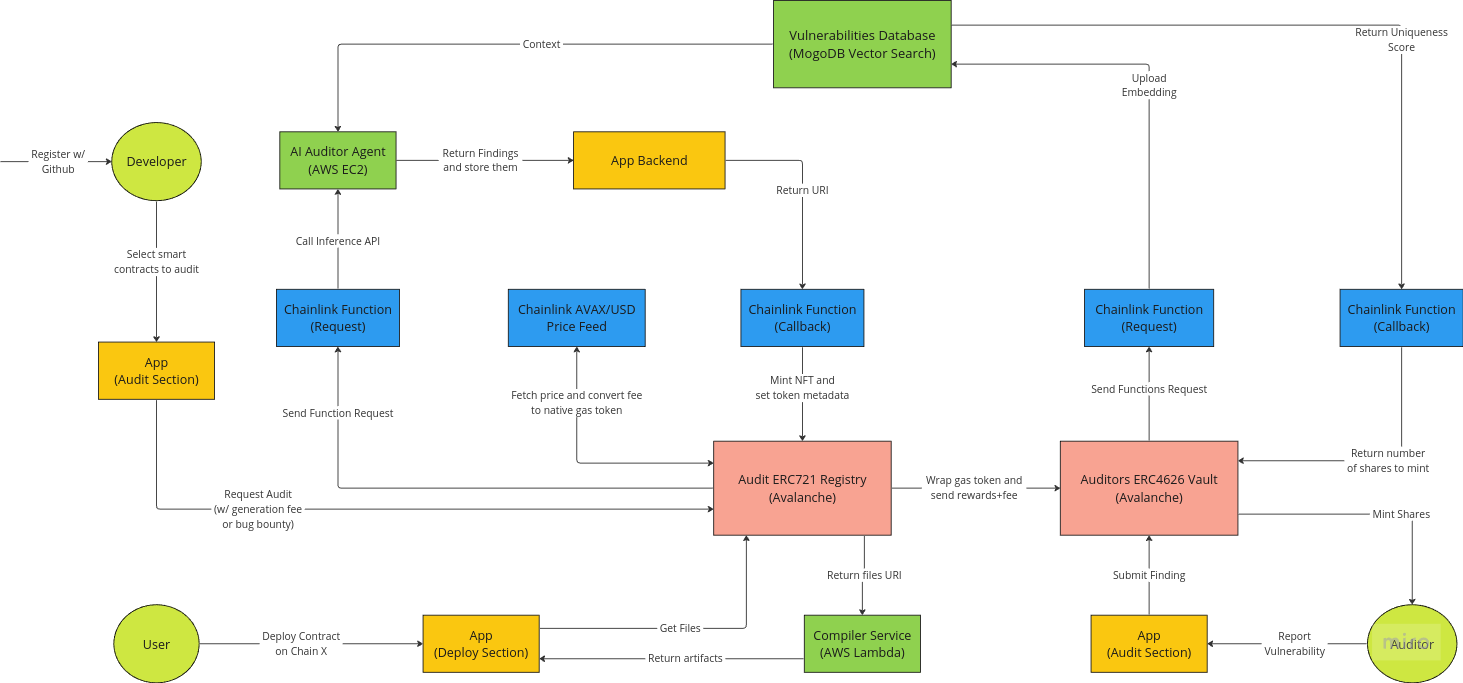 Vulnerabilities Database
(MogoDB Vector Search)
Return Uniqueness
Score
Context
Upload
Embedding
Register w/
Github
Developer
AI Auditor Agent
(AWS EC2)
Return Findings
and store them
App Backend
Return URI
Call Inference API
Select smart
contracts to audit
Chainlink Function
(Request)
Chainlink AVAX/USD
Price Feed
Chainlink Function
(Callback)
Chainlink Function
(Request)
Chainlink Function
(Callback)
App
(Audit Section)
Send Function Request
Fetch price and convert fee
to native gas token
Mint NFT and
set token metadata
Send Functions Request
Return number
of shares to mint
Request Audit
(w/ generation fee
or bug bounty)
Audit ERC721 Registry
(Avalanche)
Wrap gas token and
send rewards+fee
Auditors ERC4626 Vault
(Avalanche)
Mint Shares
Return files URI
Submit Finding
User
Deploy Contract
on Chain X
App
(Deploy Section)
Get Files
Return artifacts
Compiler Service
(AWS Lambda)
App
(Audit Section)
Report
Vulnerability
Auditor
miro